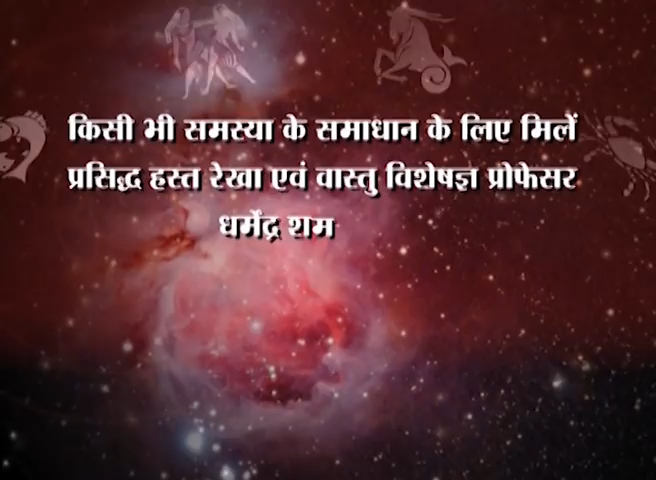 किसी भी समस्या के समाधान के लिए मिलें
प्रसिद्ध हस्त रेखा एवं वास्तु विशेषज्ञ प्रोफेसर
धर्मेंद्र शम